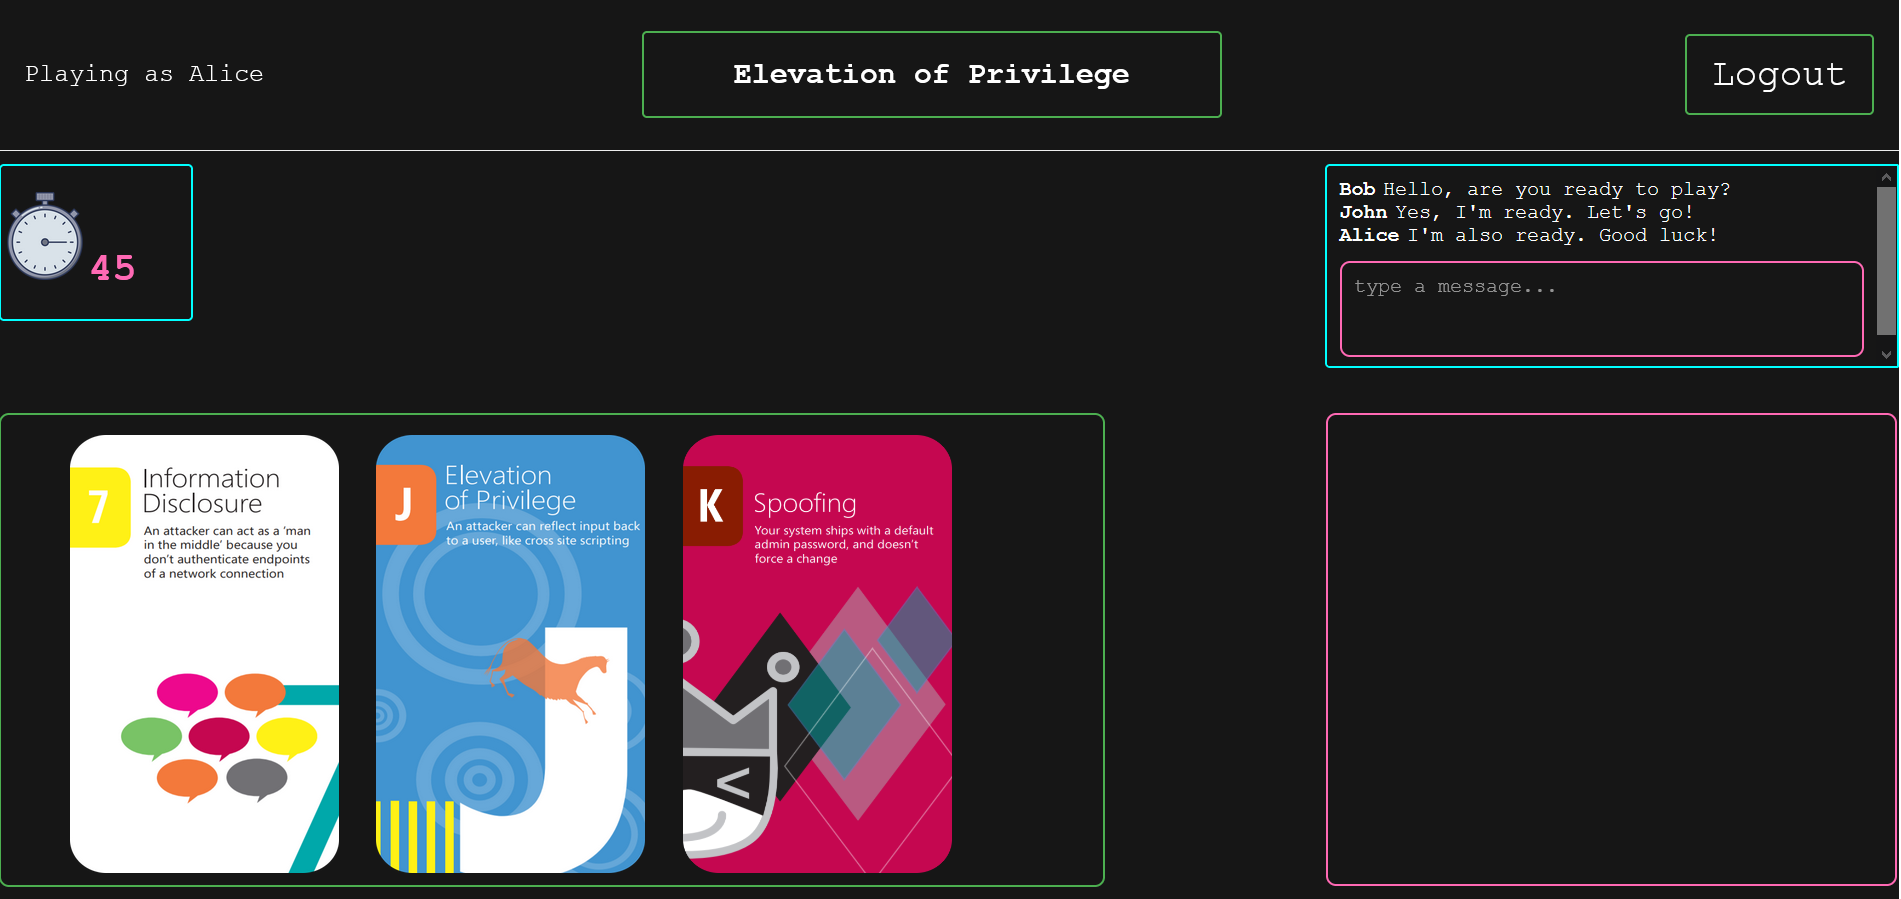 Playing as Alice
Elevation of Privilege
Logout
45
Bob Hello, are you ready to play?
John Yes, I'm ready. Let's go!
Alice I'm also ready. Good luck!
type a message...
7
Information
Disclosure
An attacker can act as a ‘man
in the middle’ because you
don’t authenticate endpoints
of a network connection
J
Elevation
of Privilege
An attacker can reflect input back
to a user, like cross site scripting
K
Spoofing
Your system ships with a default
admin password, and doesn’t
force a change